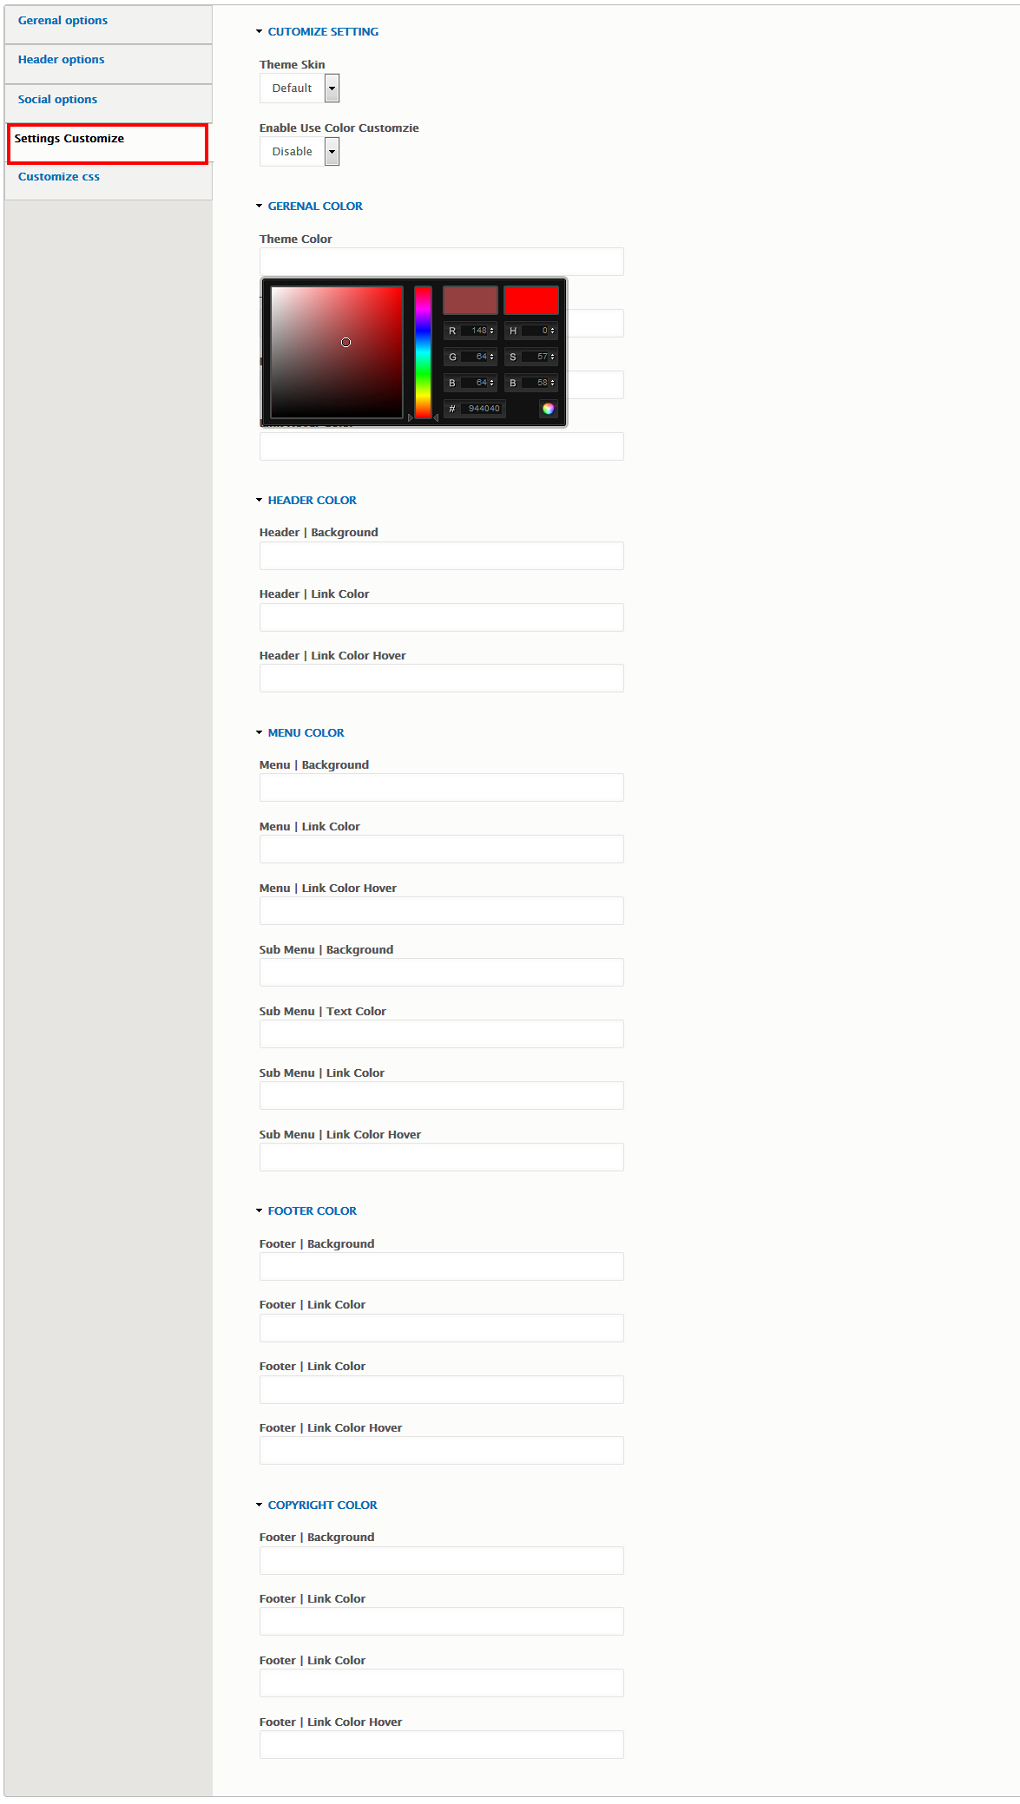 Gerenal options
Header options
Social options
Settings Customize
Customize css
CUTOMIZE SETTING
Theme Skin
Default
Enable Use Color Customzie
Disable
GERENAL COLOR
Theme Color
R 148 H 0
G 64 S 57
B 64 B 58
# 944040
HEADER COLOR
Header | Background
Header | Link Color
Header | Link Color Hover
MENU COLOR
Menu | Background
Menu | Link Color
Menu | Link Color Hover
Sub Menu | Background
Sub Menu | Text Color
Sub Menu | Link Color
Sub Menu | Link Color Hover
FOOTER COLOR
Footer | Background
Footer | Link Color
Footer | Link Color
Footer | Link Color Hover
COPYRIGHT COLOR
Footer | Background
Footer | Link Color
Footer | Link Color
Footer | Link Color Hover